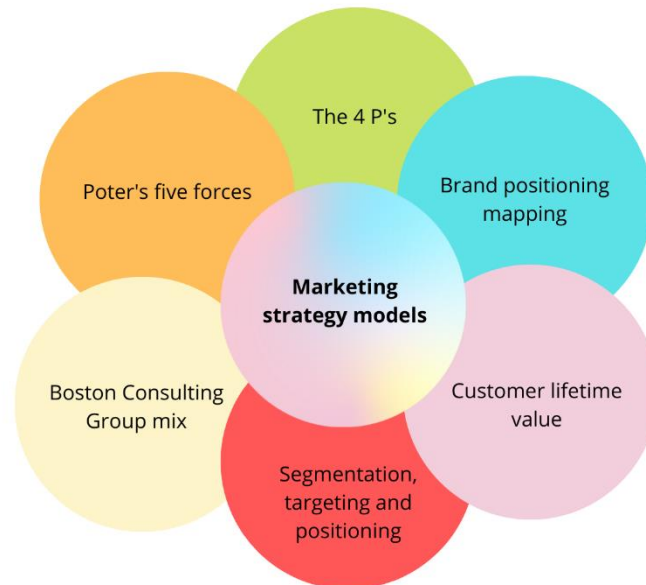 The 4 P's
Poter's five forces
Brand positioning
mapping
Marketing
strategy models
Boston Consulting
Group mix
Customer lifetime
value
Segmentation,
targeting and
positioning